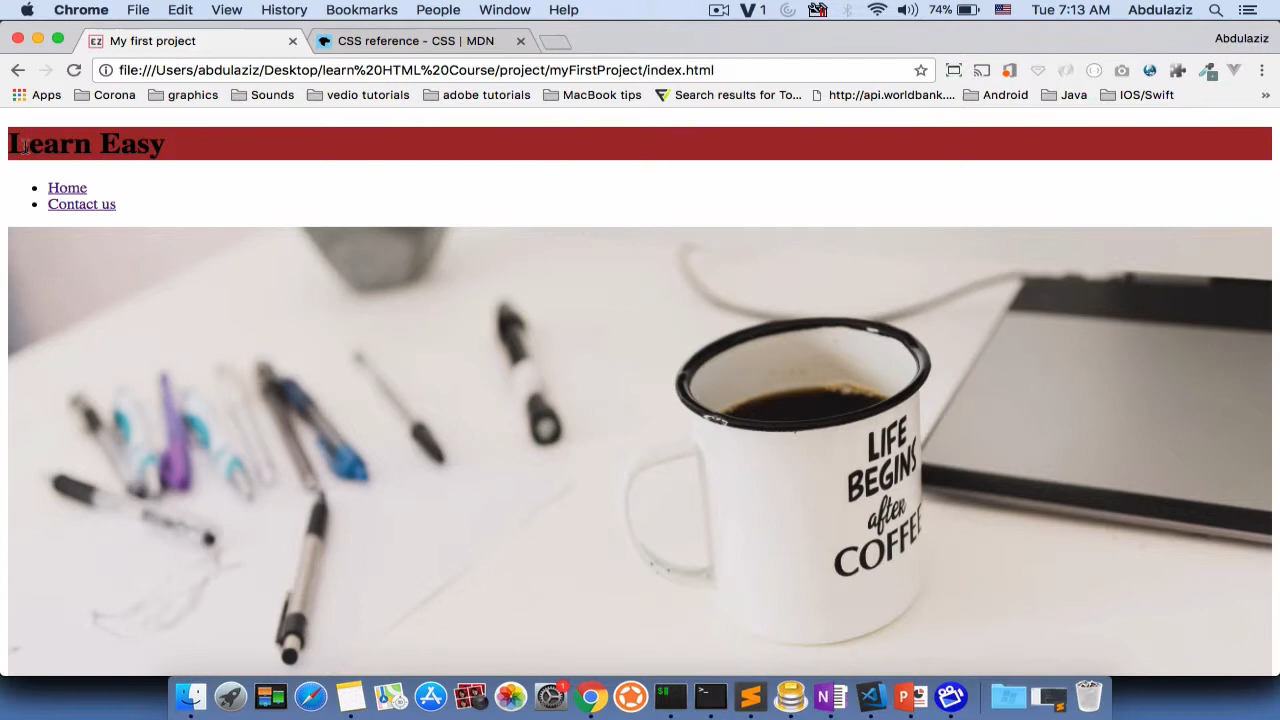 Chrome File Edit View History Bookmarks People Window Help 1 74% Tue 7:13 AM Abdulaziz
EZ My first project CSS reference - CSS | MDN Abdulaziz
file:///Users/abdulaziz/Desktop/learn%20HTML%20Course/project/myFirstProject/index.html
Apps Corona graphics Sounds vedio tutorials adobe tutorials MacBook tips Search results for To... http://api.worldbank.... Android Java IOS/Swift »
Learn Easy
• Home
• Contact us
LIFE
BEGINS
after
COFFEE